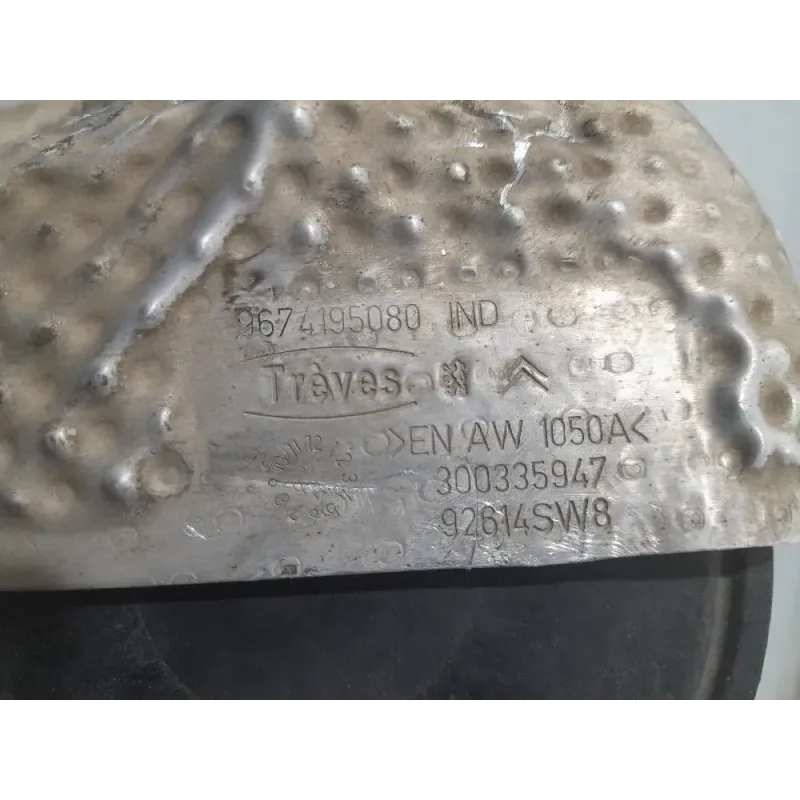 9674195080 IND
Trèves
>EN AW 1050A<
300335947
92614SW8